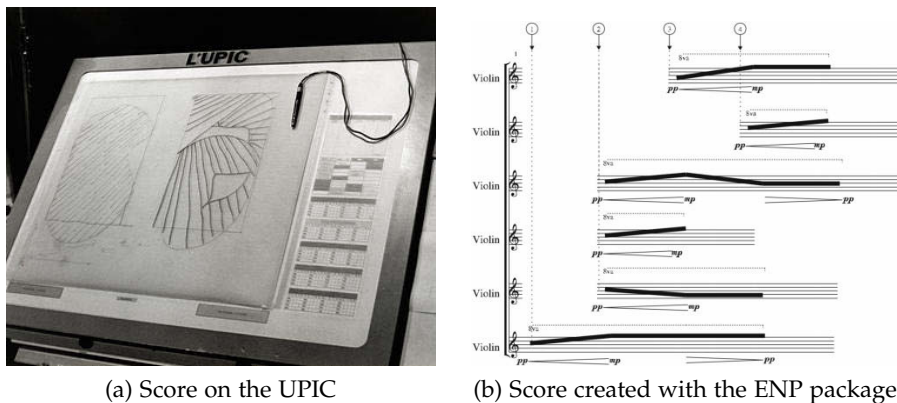 L'UPIC
1 2 3 4
1
8va
Violin
pp mp
8va
Violin
pp mp
8va
Violin
pp mp pp
8va
Violin
pp mp
8va
Violin
pp mp
8va
Violin
pp mp pp
(a) Score on the UPIC
(b) Score created with the ENP package